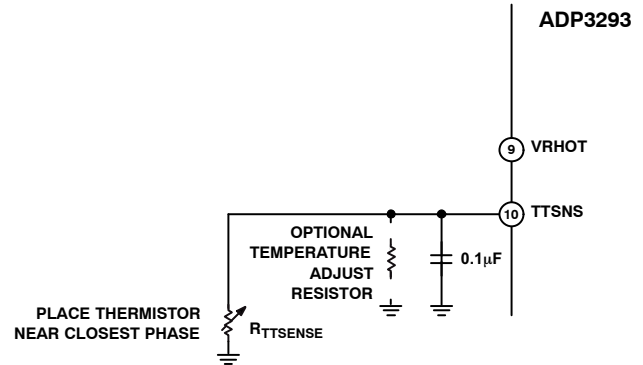 ADP3293
9 VRHOT
10 TTSNS
OPTIONAL
TEMPERATURE
ADJUST
RESISTOR
0.1μF
PLACE THERMISTOR
NEAR CLOSEST PHASE
RTTSENSE